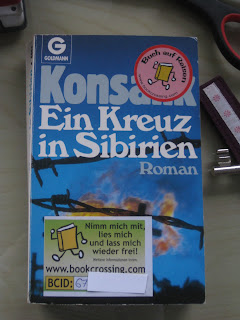 G
GOLDMANN
Buch auf Reisen
Ein Kreuz
in Sibirien
Roman
Nimm mich mit,
lies mich
und lass mich
wieder frei!
www.bookcrossing.com
BCID: